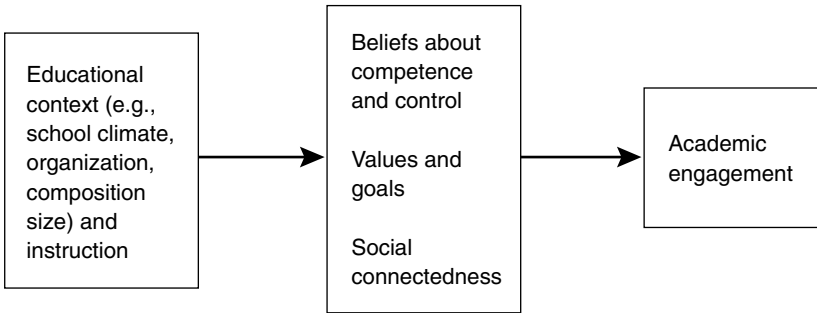 Educational
context (e.g.,
school climate,
organization,
composition
size) and
instruction
Beliefs about
competence
and control
Values and
goals
Social
connectedness
Academic
engagement